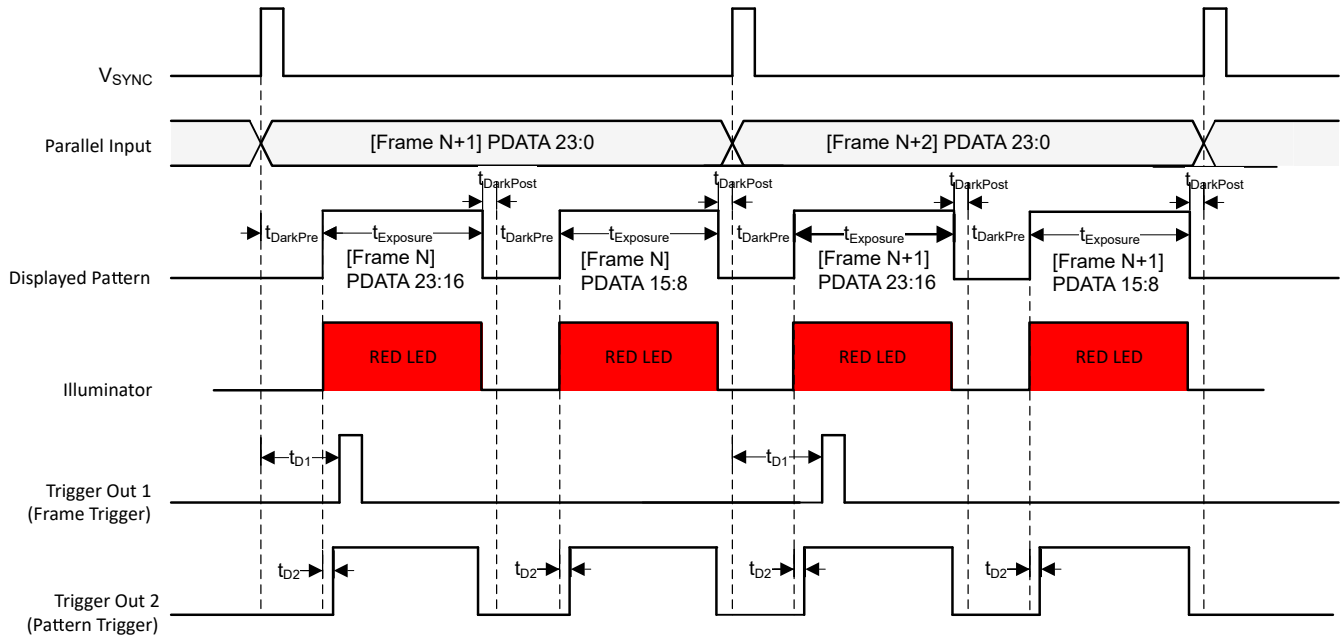 VSYNC
Parallel Input
[Frame N+1] PDATA 23:0
[Frame N+2] PDATA 23:0
tDarkPost
tDarkPost
tDarkPost
tDarkPost
tDarkPre
tExposure
tDarkPre
tExposure
tDarkPre
tExposure
tDarkPre
tExposure
Displayed Pattern
[Frame N]
PDATA 23:16
[Frame N]
PDATA 15:8
[Frame N+1]
PDATA 23:16
[Frame N+1]
PDATA 15:8
Illuminator
RED LED
RED LED
RED LED
RED LED
tD1
tD1
Trigger Out 1
(Frame Trigger)
tD2
tD2
tD2
tD2
Trigger Out 2
(Pattern Trigger)